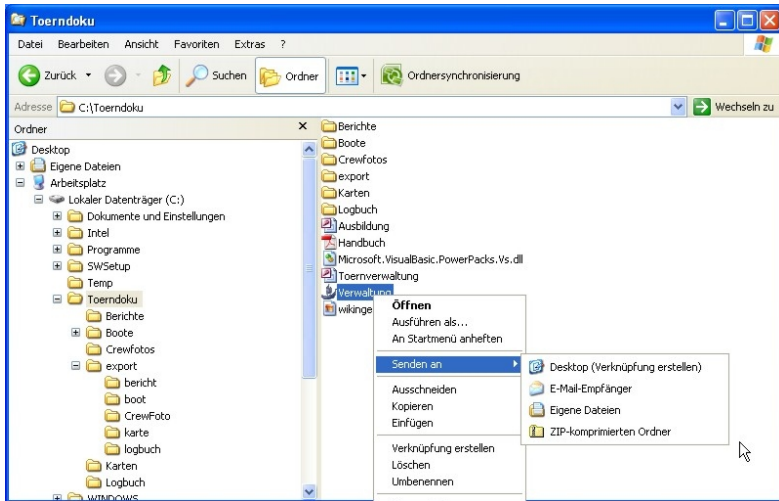 Toerndoku
Datei Bearbeiten Ansicht Favoriten Extras ?
Zurück Suchen Ordner Ordnersynchronisierung
Adresse C:\Toerndoku Wechseln zu
Ordner
Desktop
Eigene Dateien
Arbeitsplatz
Lokaler Datenträger (C:)
Dokumente und Einstellungen
Intel
Programme
SWSetup
Temp
Toerndoku
Berichte
Boote
Crewfotos
export
bericht
boot
CrewFoto
karte
logbuch
Karten
Logbuch
WINDOWS
Berichte
Boote
Crewfotos
export
Karten
Logbuch
Ausbildung
Handbuch
Microsoft.VisualBasic.PowerPacks.Vs.dll
Toernverwaltung
Verwaltung
wikinge
Öffnen
Ausführen als...
An Startmenü anheften
Senden an
Ausschneiden
Kopieren
Einfügen
Verknüpfung erstellen
Löschen
Umbenennen
Desktop (Verknüpfung erstellen)
E-Mail-Empfänger
Eigene Dateien
ZIP-komprimierten Ordner